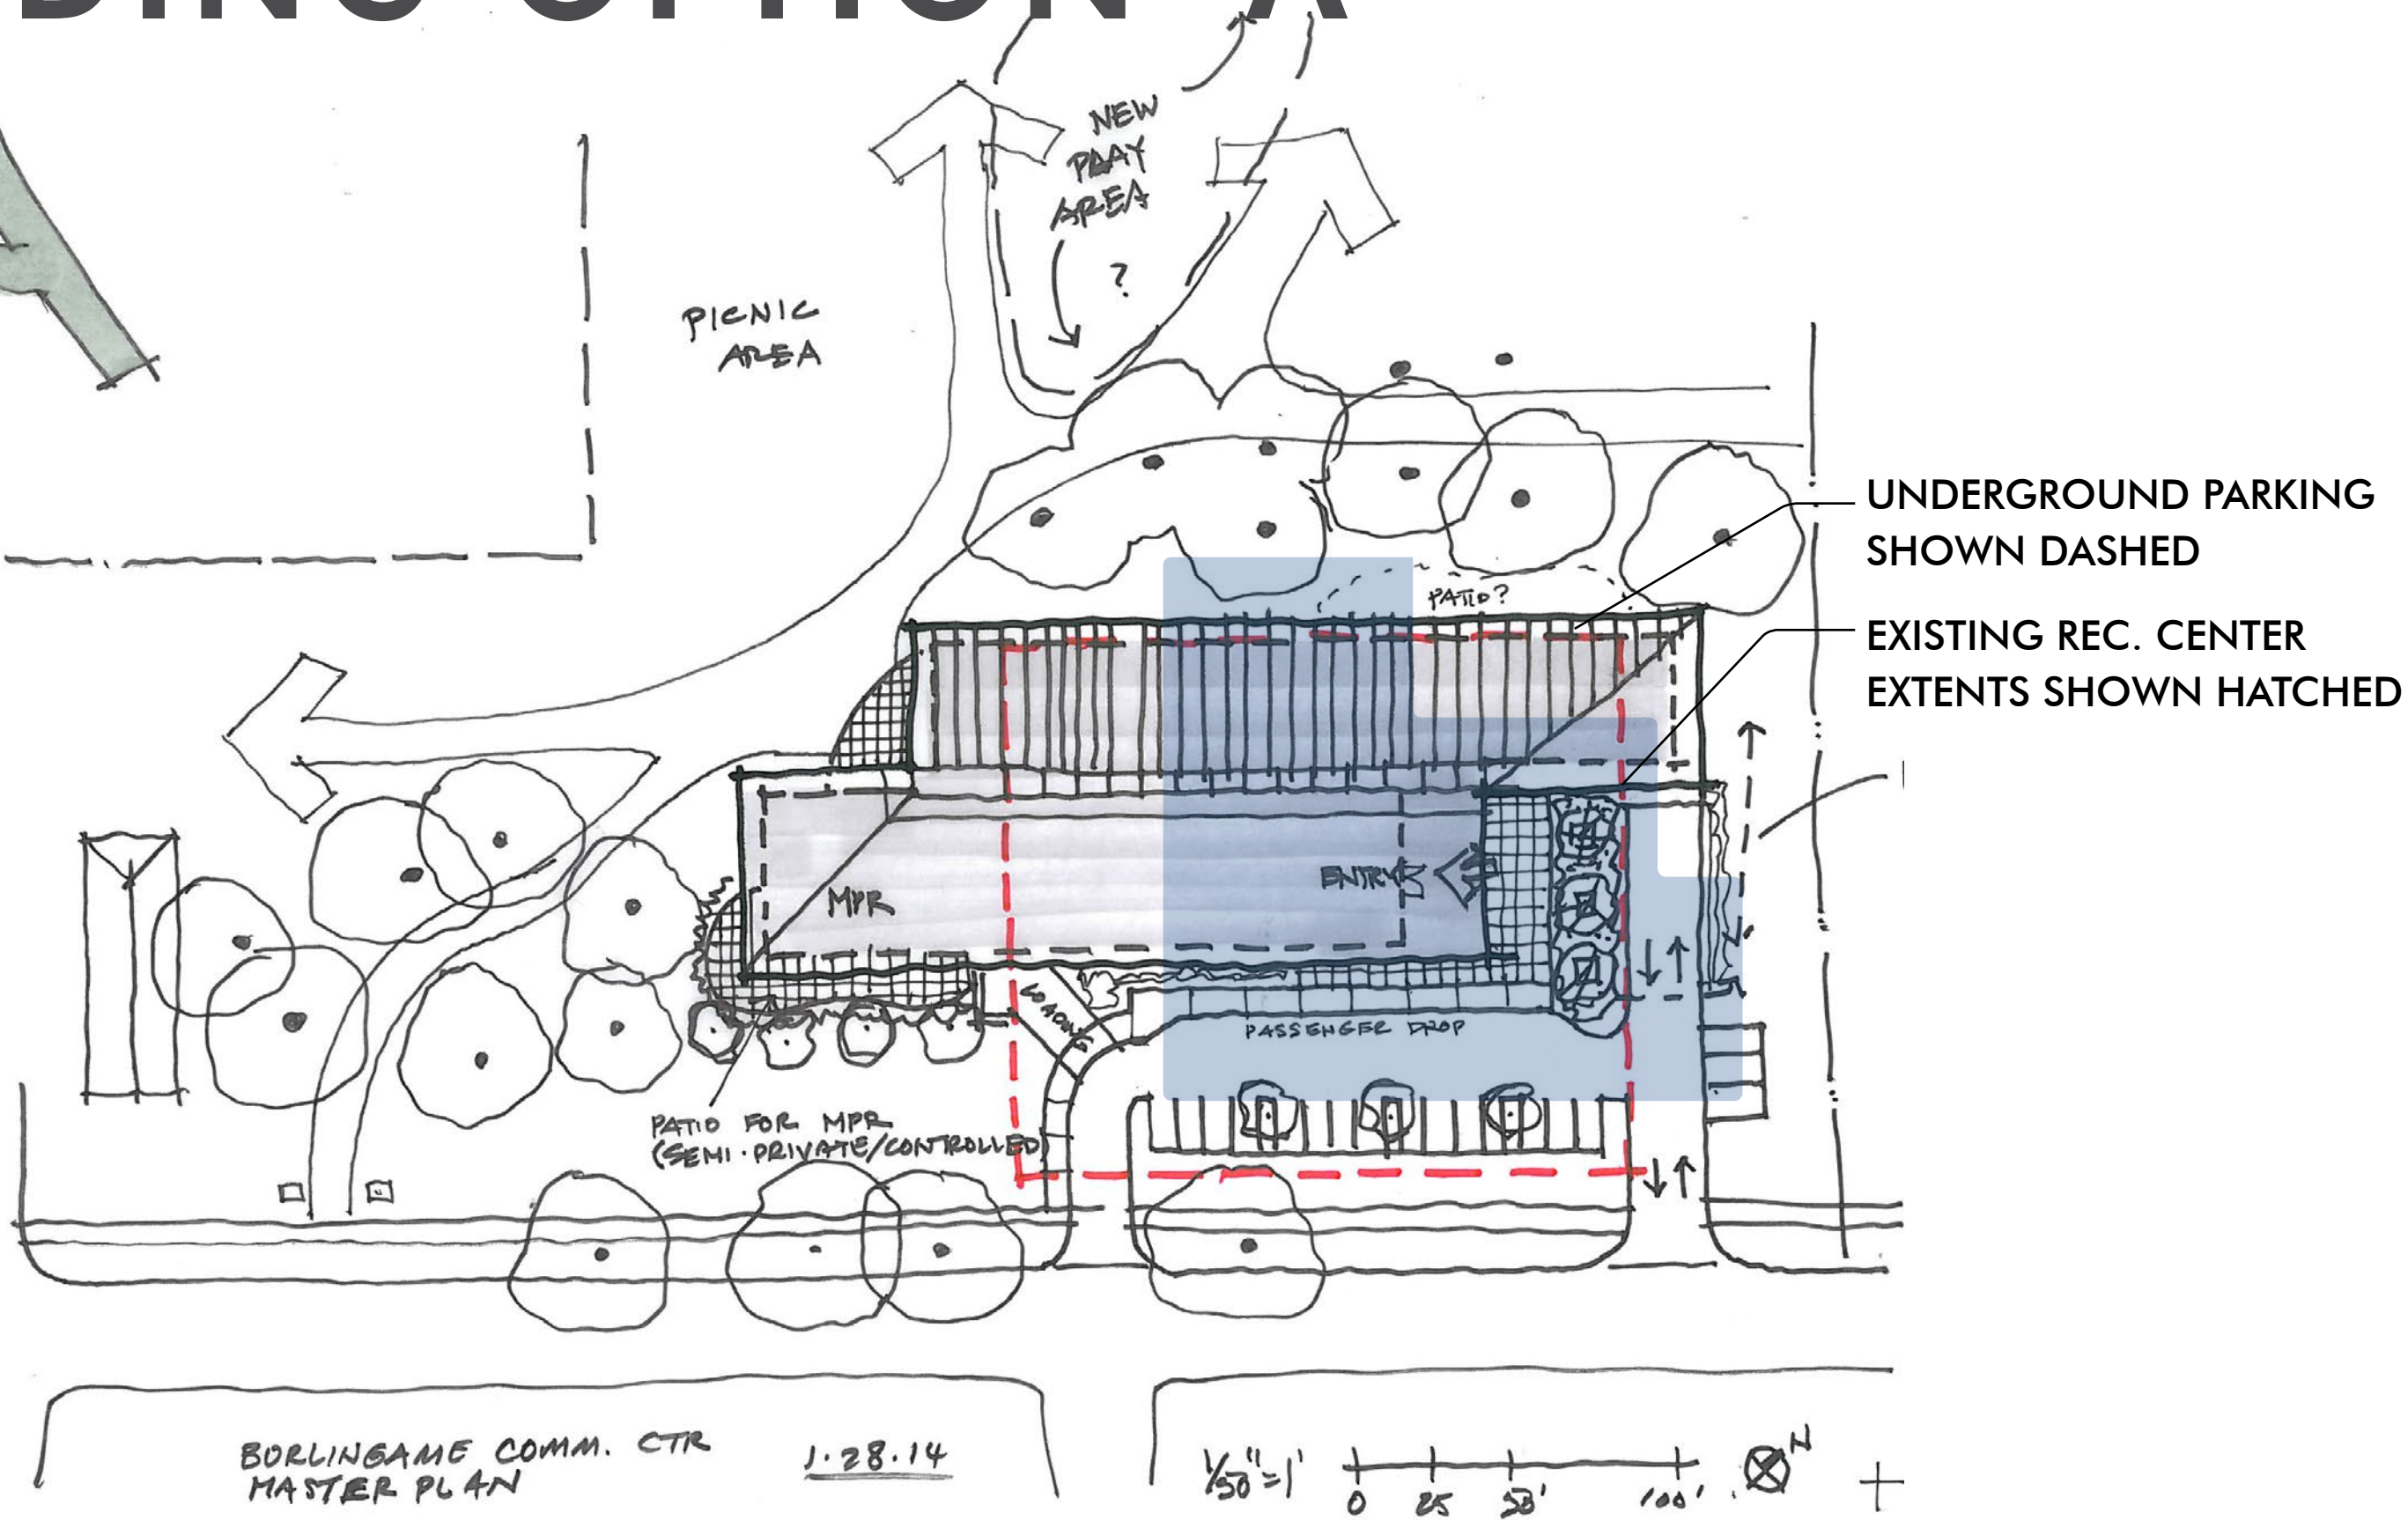 DING OPTION 'A'
NEW
PLAY
AREA
?
PICNIC
AREA
UNDERGROUND PARKING
SHOWN DASHED
EXISTING REC. CENTER
EXTENTS SHOWN HATCHED
PATIO?
ENTRY
MPR
LOADING
PASSENGER DROP
PATIO FOR MPR
(SEMI-PRIVATE/CONTROLLED)
BURLINGAME COMM. CTR
MASTER PLAN
1.28.14
1/50"=1'
0 25 50' 100'
N